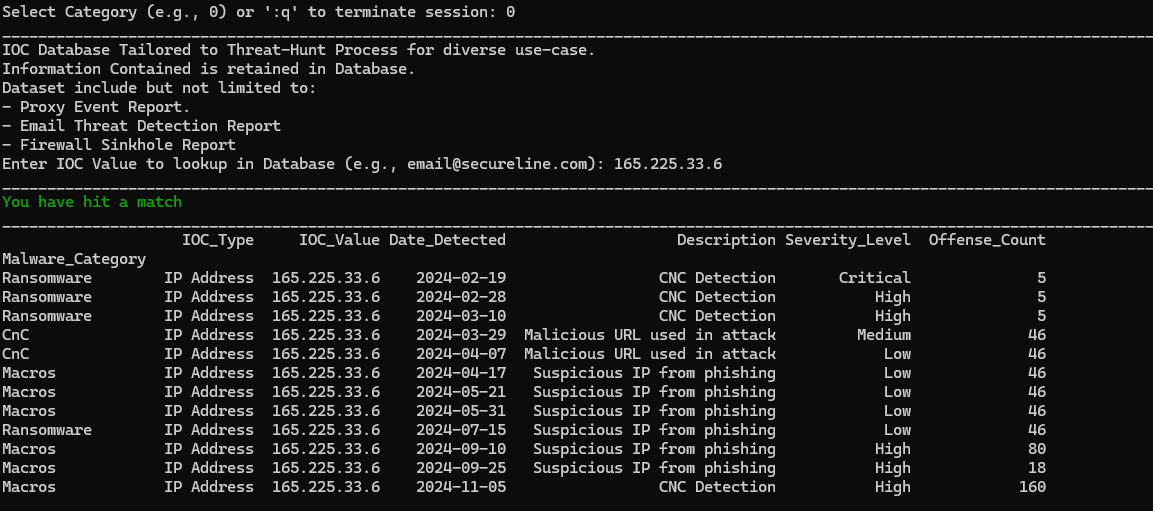 Select Category (e.g., 0) or ':q' to terminate session: 0
IOC Database Tailored to Threat-Hunt Process for diverse use-case.
Information Contained is retained in Database.
Dataset include but not limited to:
- Proxy Event Report.
- Email Threat Detection Report
- Firewall Sinkhole Report
Enter IOC Value to lookup in Database (e.g., email@secureline.com): 165.225.33.6
You have hit a match
IOC_Type IOC_Value Date_Detected Description Severity_Level Offense_Count
Malware_Category
Ransomware IP Address 165.225.33.6 2024-02-19 CNC Detection Critical 5
Ransomware IP Address 165.225.33.6 2024-02-28 CNC Detection High 5
Ransomware IP Address 165.225.33.6 2024-03-10 CNC Detection High 5
CnC IP Address 165.225.33.6 2024-03-29 Malicious URL used in attack Medium 46
CnC IP Address 165.225.33.6 2024-04-07 Malicious URL used in attack Low 46
Macros IP Address 165.225.33.6 2024-04-17 Suspicious IP from phishing Low 46
Macros IP Address 165.225.33.6 2024-05-21 Suspicious IP from phishing Low 46
Macros IP Address 165.225.33.6 2024-05-31 Suspicious IP from phishing Low 46
Ransomware IP Address 165.225.33.6 2024-07-15 Suspicious IP from phishing Low 46
Macros IP Address 165.225.33.6 2024-09-10 Suspicious IP from phishing High 80
Macros IP Address 165.225.33.6 2024-09-25 Suspicious IP from phishing High 18
Macros IP Address 165.225.33.6 2024-11-05 CNC Detection High 160